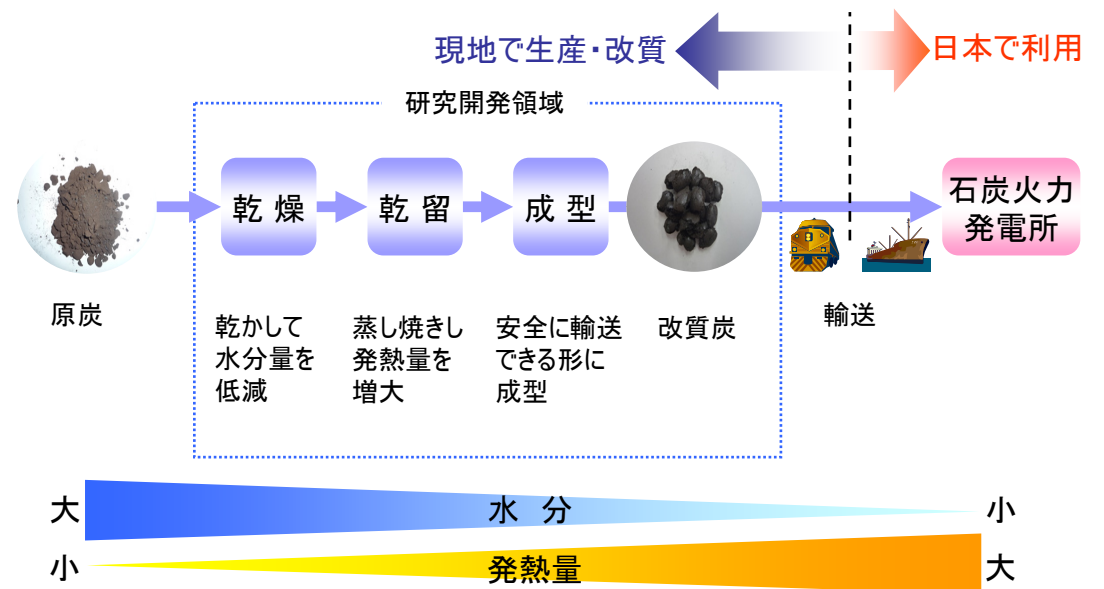 現地で生産・改質
日本で利用
研究開発領域
乾燥
乾留
成型
石炭火力
発電所
原炭
乾かして
水分量を
低減
蒸し焼きし
発熱量を
増大
安全に輸送
できる形に
成型
改質炭
輸送
大
水分
小
小
発熱量
大